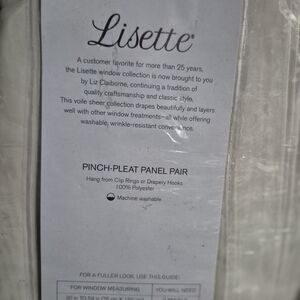 Lisette®
A customer favorite for more than 25 years,
the Lisette window collection is now brought to you
by Liz Claiborne, continuing a tradition of
quality craftsmanship and classic style.
This voile sheer collection drapes beautifully and layers
well with other window treatments–all while offering
washable, wrinkle-resistant convenience.
PINCH-PLEAT PANEL PAIR
Hang from Clip Rings or Drapery Hooks
100% Polyester
Machine washable
FOR A FULLER LOOK, USE THIS GUIDE:
FOR WINDOW MEASURING
YOU WILL NEED